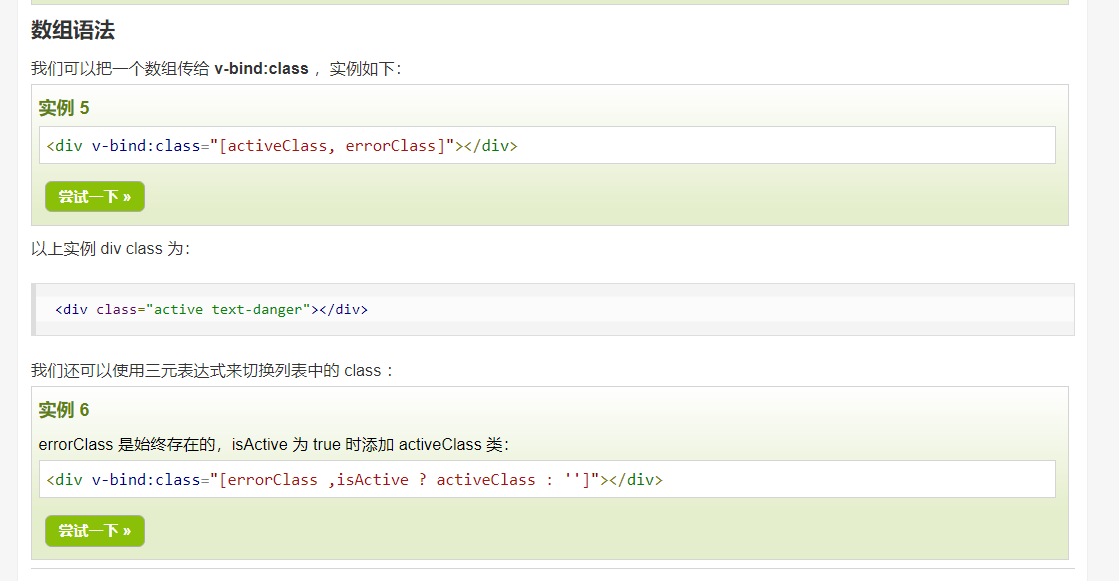 数组语法
我们可以把一个数组传给 v-bind:class ，实例如下：
实例 5
<div v-bind:class="[activeClass, errorClass]"></div>
尝试一下 »
以上实例 div class 为：
<div class="active text-danger"></div>
我们还可以使用三元表达式来切换列表中的 class ：
实例 6
errorClass 是始终存在的，isActive 为 true 时添加 activeClass 类：
<div v-bind:class="[errorClass ,isActive ? activeClass : '']"></div>
尝试一下 »